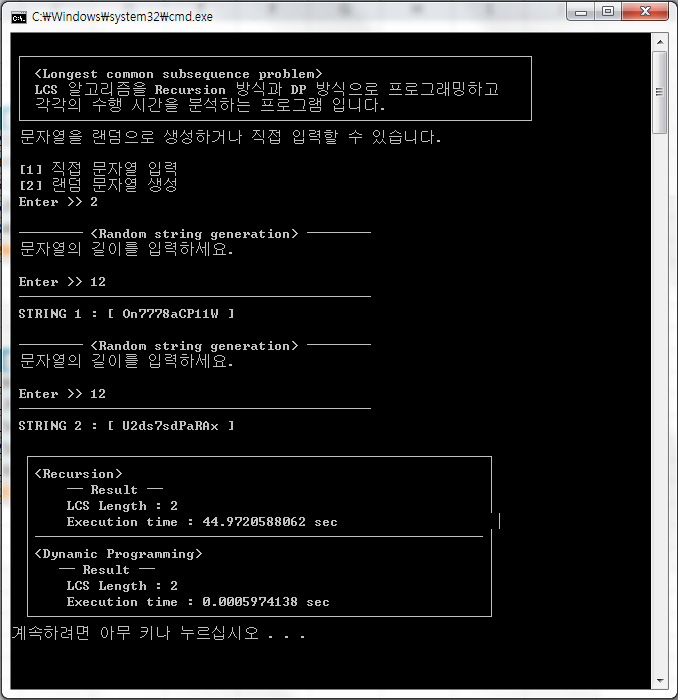 C:₩Windows₩system32₩cmd.exe
<Longest common subsequence problem>
LCS 알고리즘을 Recursion 방식과 DP 방식으로 프로그래밍하고
각각의 수행 시간을 분석하는 프로그램 입니다.
문자열을 랜덤으로 생성하거나 직접 입력할 수 있습니다.
[1] 직접 문자열 입력
[2] 랜덤 문자열 생성
Enter >> 2
<Random string generation>
문자열의 길이를 입력하세요.
Enter >> 12
STRING 1 : [ On7778aCP11W ]
<Random string generation>
문자열의 길이를 입력하세요.
Enter >> 12
STRING 2 : [ U2ds7sdPaRAx ]
<Recursion>
── Result ──
LCS Length : 2
Execution time : 44.9720588062 sec
<Dynamic Programming>
── Result ──
LCS Length : 2
Execution time : 0.0005974138 sec
계속하려면 아무 키나 누르십시오 . . .